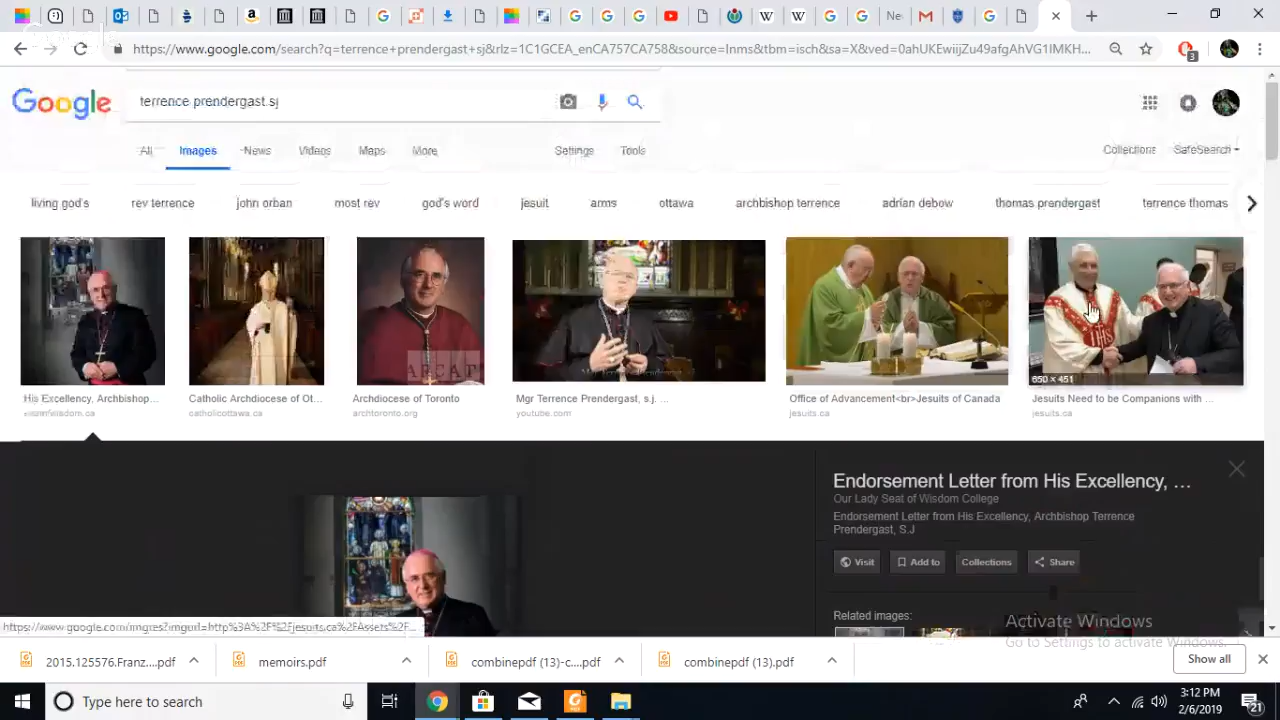 https://www.google.com/search?q=terrence+prendergast+sj&rlz=1C1GCEA_enCA757CA758&source=lnms&tbm=isch&sa=X&ved=0ahUKEwiijZu49afgAhVG1IMKH...
3
Google
terrence prendergast sj
All Images News Videos Maps More Settings Tools
Collections SafeSearch
living god's rev terrence john orban most rev god's word jesuit arms ottawa archbishop terrence adrian debow thomas prendergast terrence thomas
ARCAT
Mgr Terrence Prendergast
650 × 451
His Excellency, Archbishop... Catholic Archdiocese of Ot... Archdiocese of Toronto Mgr Terrence Prendergast, s.j. ... Office of Advancement<br>Jesuits of Canada Jesuits Need to be Companions with ...
catholicottawa.ca archtoronto.org youtube.com jesuits.ca jesuits.ca
Endorsement Letter from His Excellency, ...
Our Lady Seat of Wisdom College
Endorsement Letter from His Excellency, Archbishop Terrence
Prendergast, S.J
Visit Add to Collections Share
Related images:
Activate Windows
Go to Settings to activate Windows.
2015.125576.Franz....pdf memoirs.pdf combinepdf (13)-c....pdf combinepdf (13).pdf Show all
Type here to search
3:12 PM
2/6/2019
21